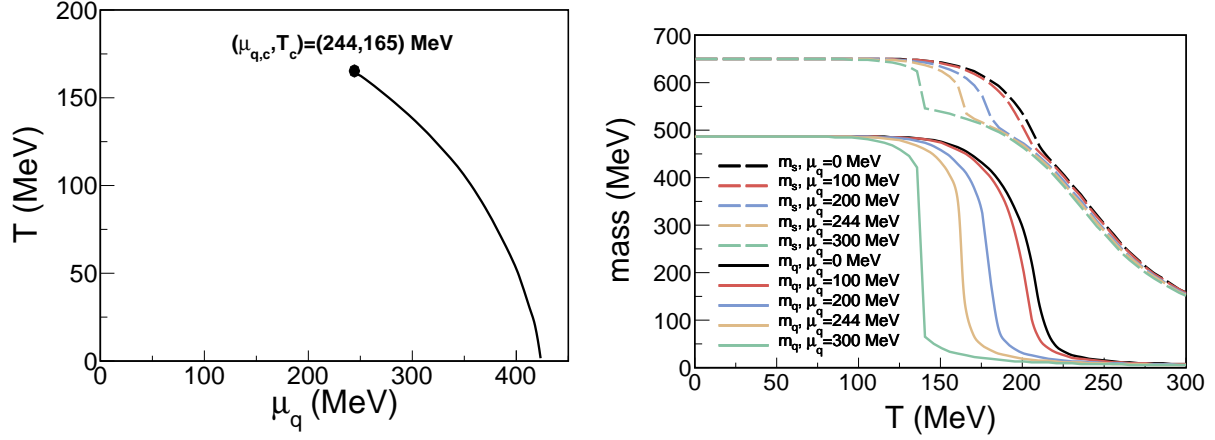 200
150
100
50
0
T (MeV)
(μq,c,Tc)=(244,165) MeV
0 100 200 300 400
μq (MeV)
700
600
500
400
300
200
100
0
mass (MeV)
ms, μq=0 MeV
ms, μq=100 MeV
ms, μq=200 MeV
ms, μq=244 MeV
ms, μq=300 MeV
mq, μq=0 MeV
mq, μq=100 MeV
mq, μq=200 MeV
mq, μq=244 MeV
mq, μq=300 MeV
0 50 100 150 200 250 300
T (MeV)